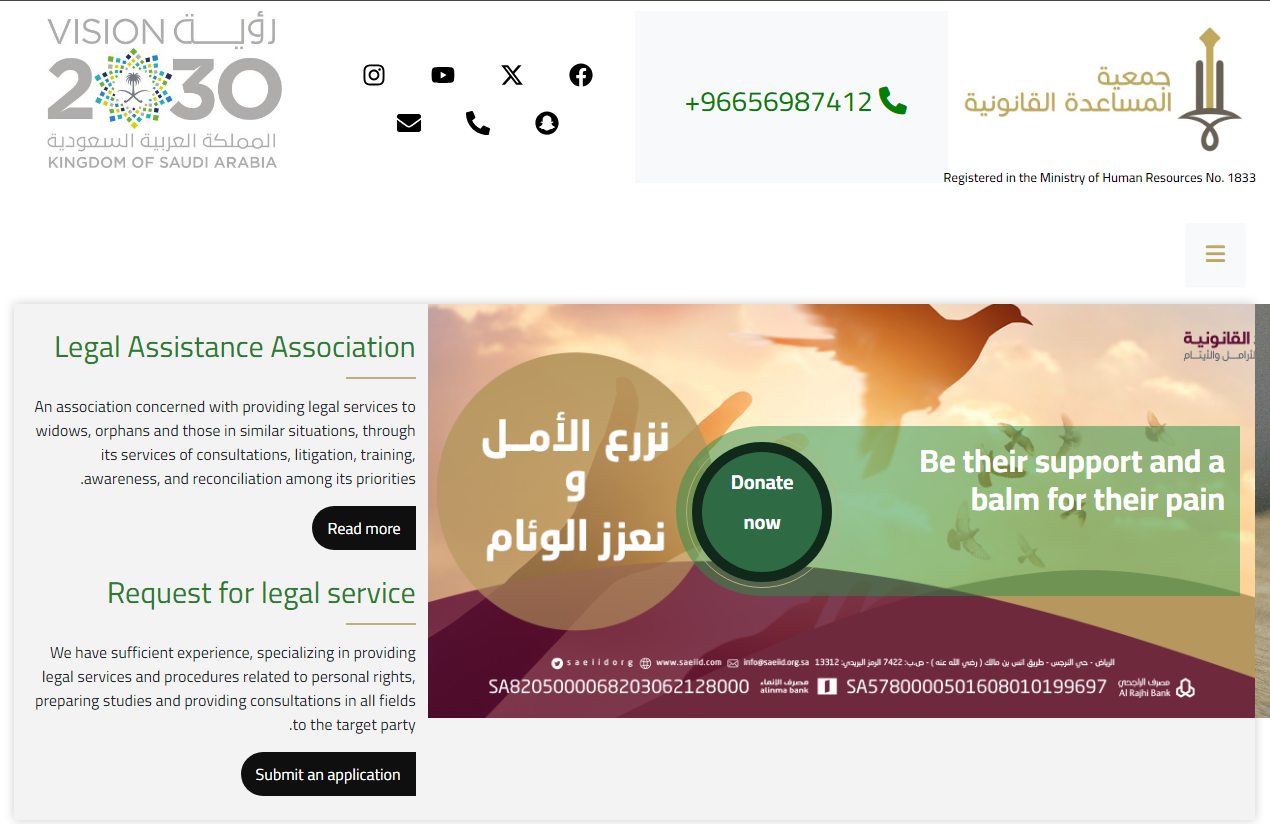 VISION رؤيـــة
2030
المملكة العربية السعودية
KINGDOM OF SAUDI ARABIA
+96656987412
جمعية
المساعدة القانونية
Registered in the Ministry of Human Resources No. 1833
Legal Assistance Association
An association concerned with providing legal services to
widows, orphans and those in similar situations, through
its services of consultations, litigation, training,
.awareness, and reconciliation among its priorities
Read more
Request for legal service
We have sufficient experience, specializing in providing
legal services and procedures related to personal rights,
preparing studies and providing consultations in all fields
.to the target party
Submit an application
القانونية
نزرع الأمـل
و
نعزز الوئام
Donate
now
Be their support and a
balm for their pain
saeiidorg www.saeiid.com info@saeiid.org.sa الرياض - حي النرجس - طريق انس بن مالك ( رضي الله عنه ) - ص.ب: 7422 الرمز البريدي: 13312
SA8205000068203062128000 مصرف الإنماء alinma bank SA5780000501608010199697 مصرف الراجحي Al Rajhi Bank